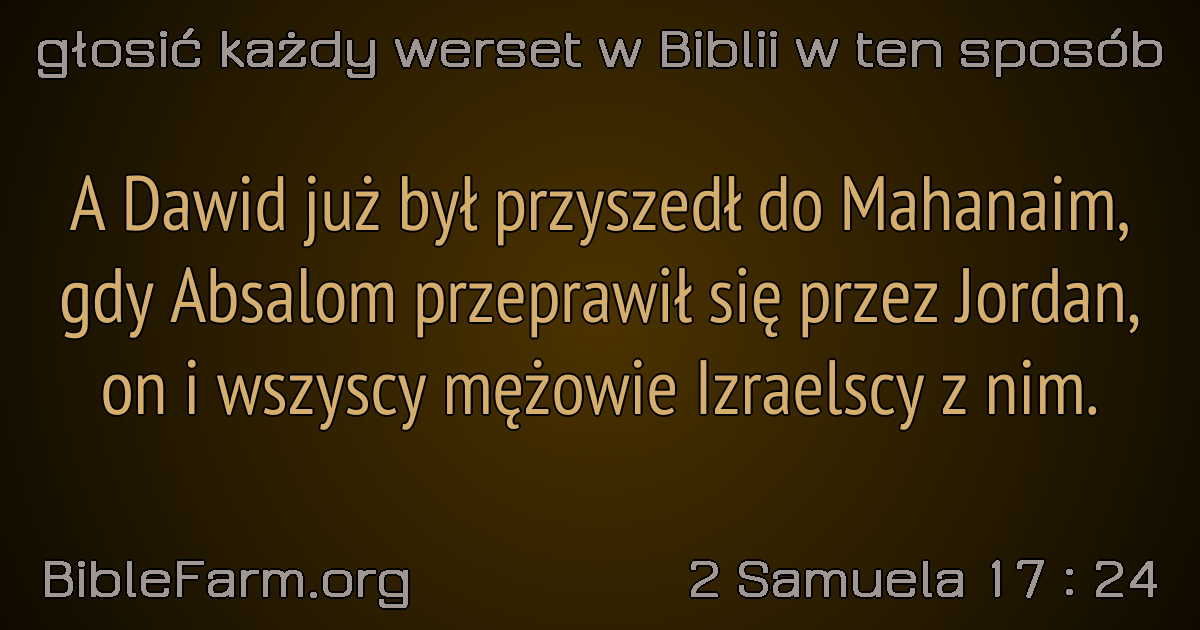 głosić każdy werset w Biblii w ten sposób
A Dawid już był przyszedł do Mahanaim,
gdy Absalom przeprawił się przez Jordan,
on i wszyscy mężowie Izraelscy z nim.
BibleFarm.org
2 Samuela 17 : 24